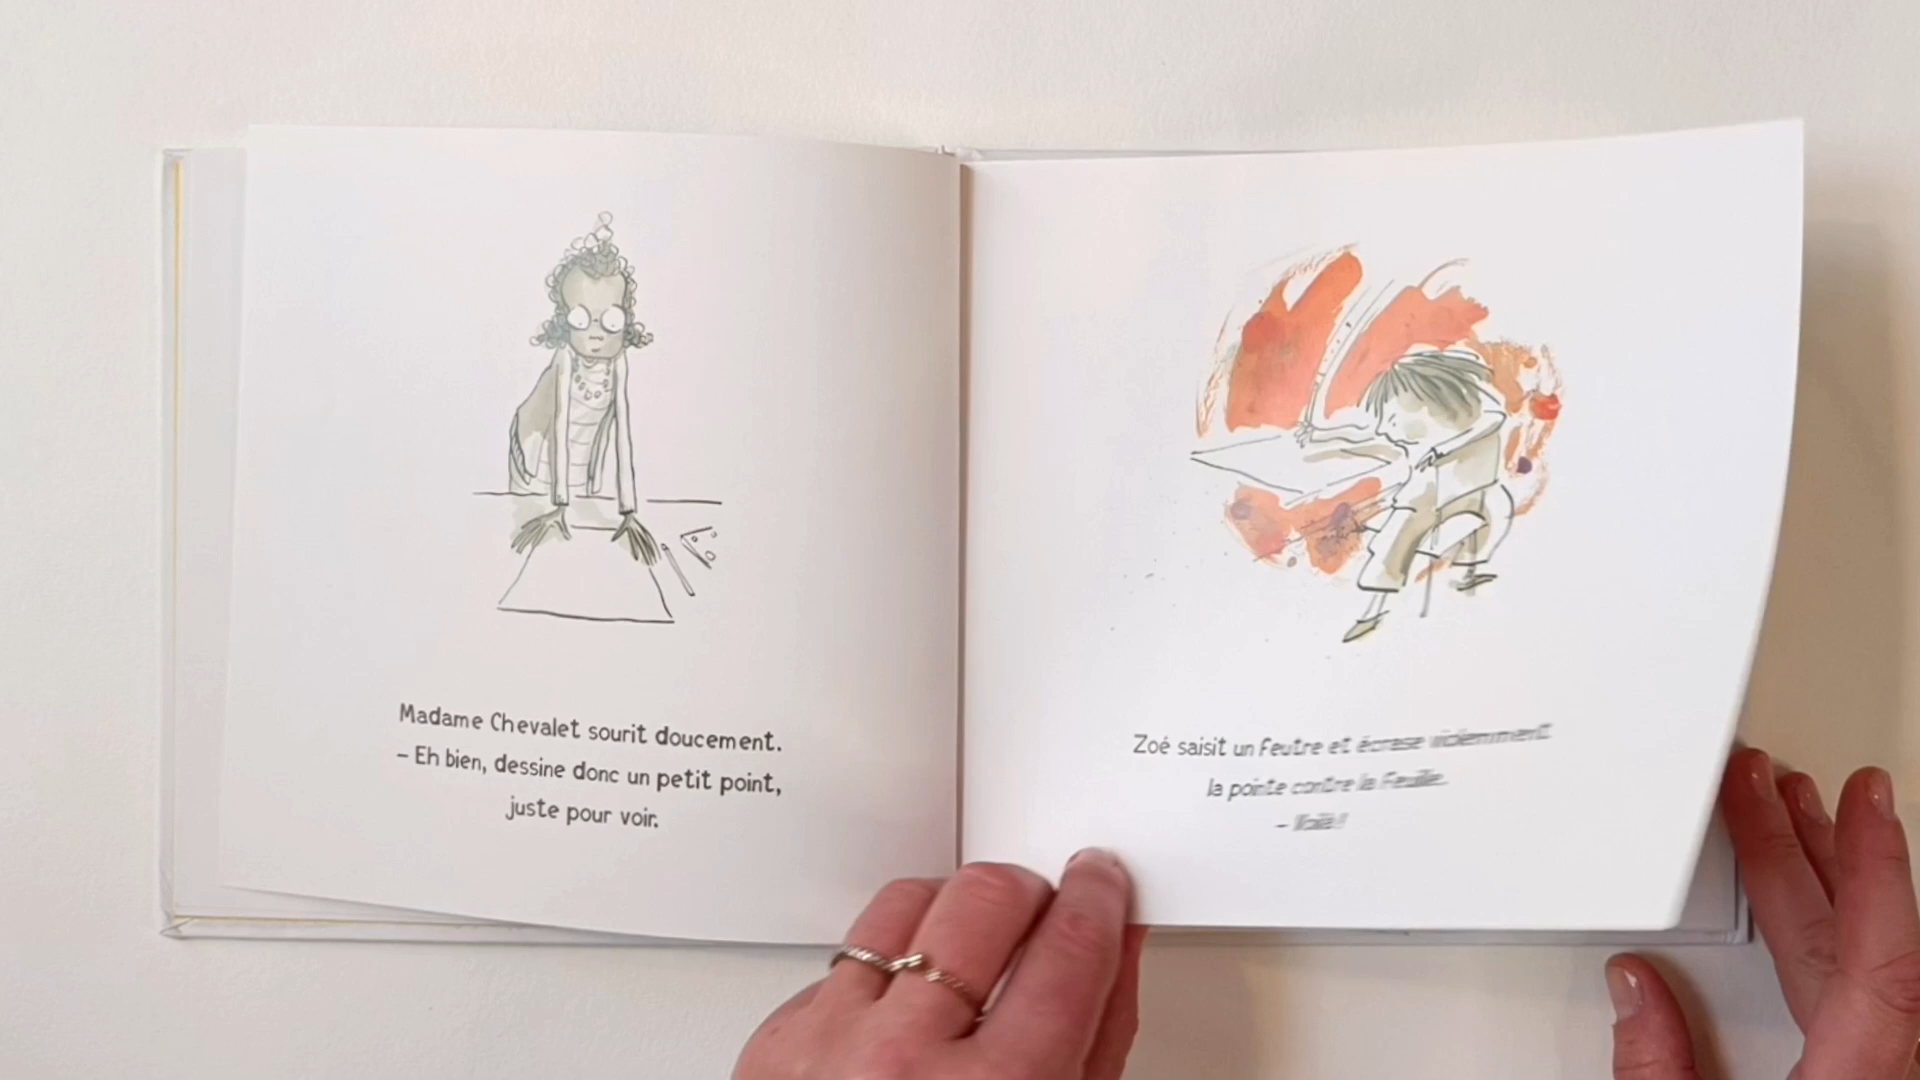 Madame Chevalet sourit doucement.
– Eh bien, dessine donc un petit point,
juste pour voir.
Zoé saisit un feutre et écrase violemment
la pointe contre la feuille.
– Voilà !